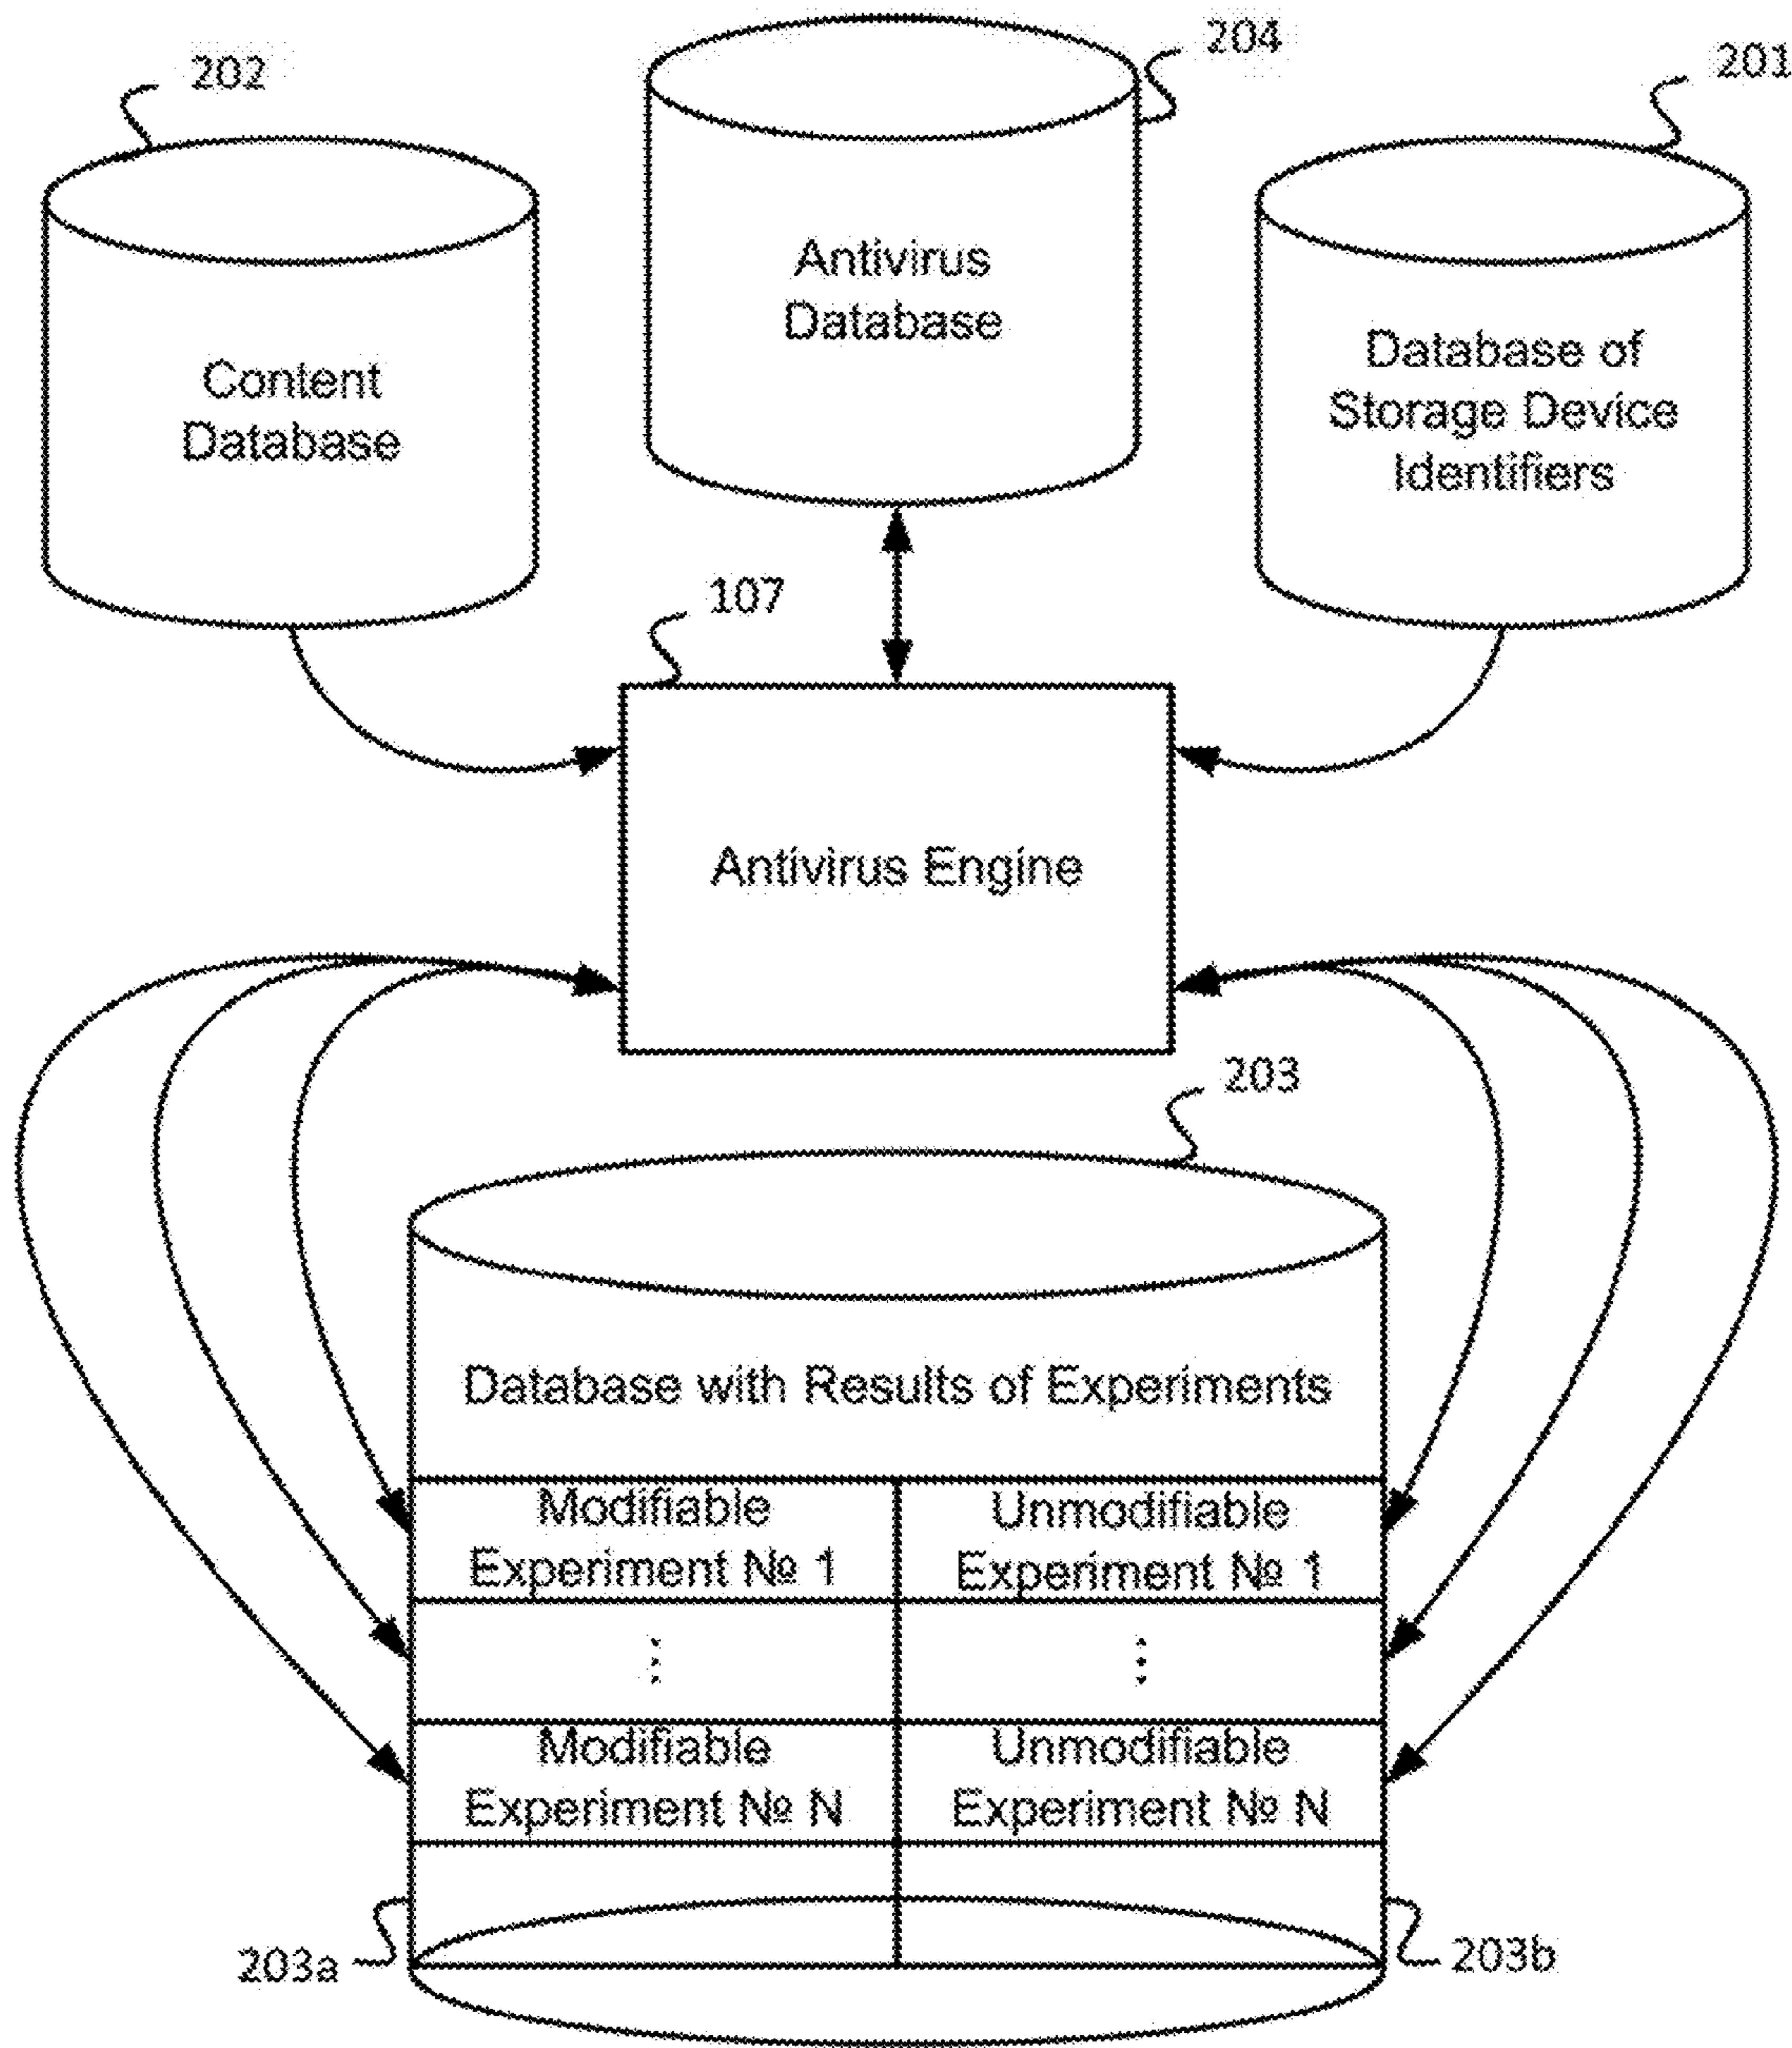 202
204
201
Content
Database
Antivirus
Database
Database of
Storage Device
Identifiers
107
Antivirus Engine
203
Database with Results of Experiments
Modifiable
Experiment № 1
Unmodifiable
Experiment № 1
⋮
⋮
Modifiable
Experiment № N
Unmodifiable
Experiment № N
203a
203b